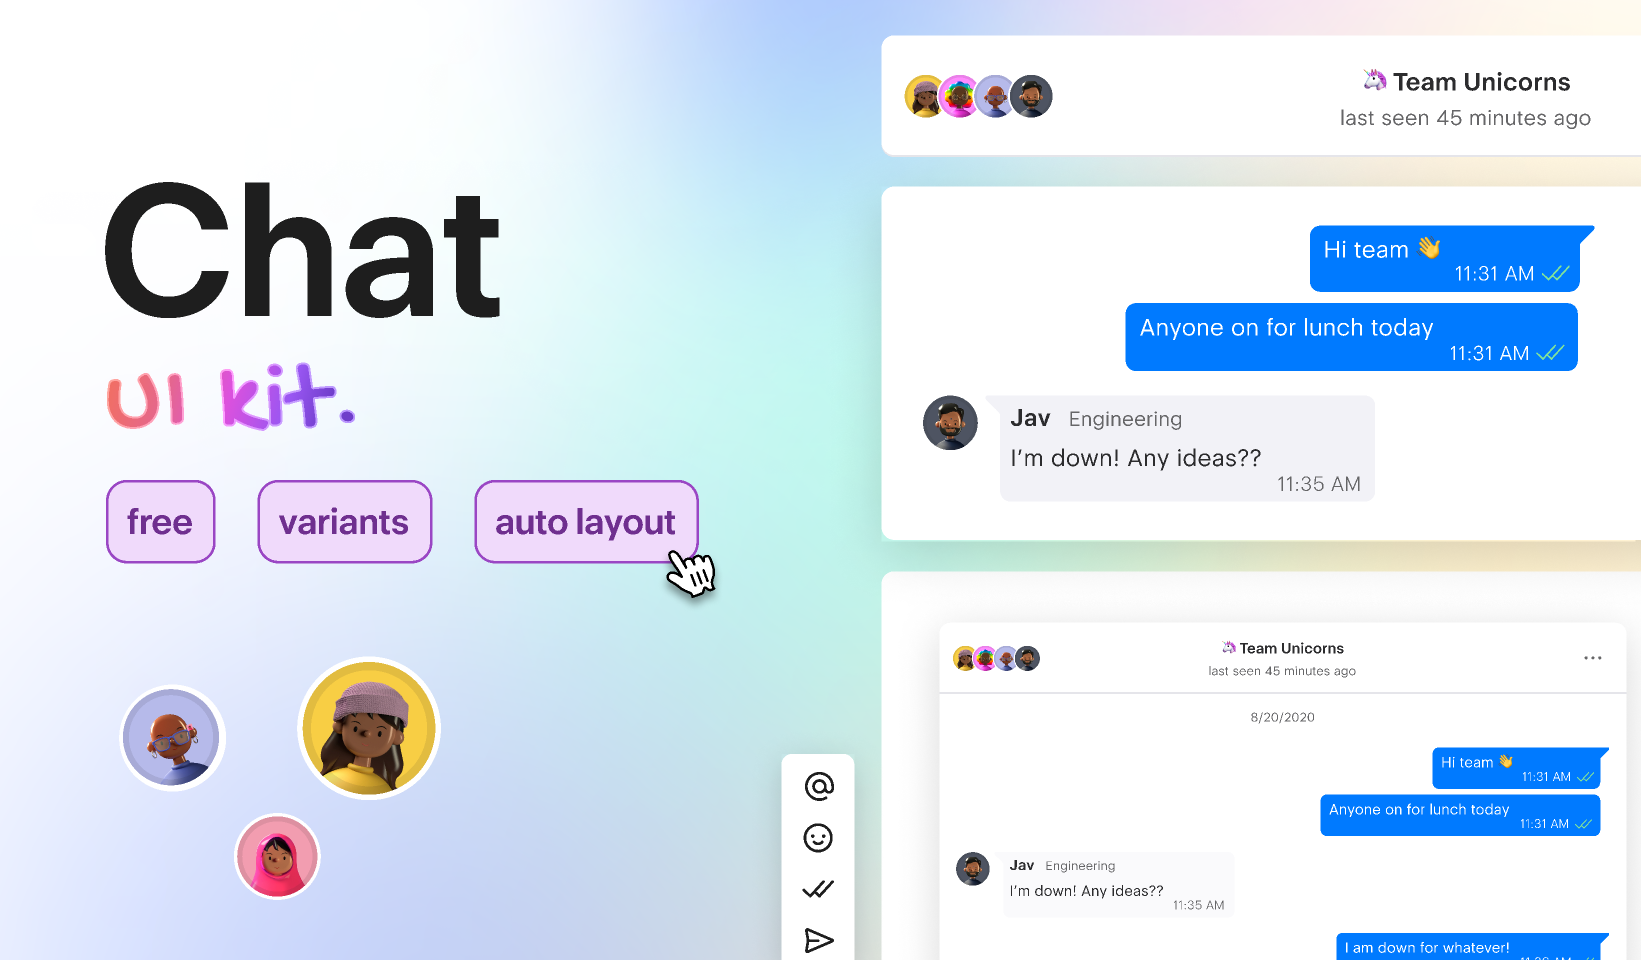 Chat
UI kit.
free
variants
auto layout
🦄 Team Unicorns
last seen 45 minutes ago
Hi team 👋
11:31 AM
Anyone on for lunch today
11:31 AM
Jav Engineering
I'm down! Any ideas??
11:35 AM
🦄 Team Unicorns
last seen 45 minutes ago
8/20/2020
Hi team 👋
11:31 AM
Anyone on for lunch today
11:31 AM
Jav Engineering
I'm down! Any ideas??
11:35 AM
I am down for whatever!